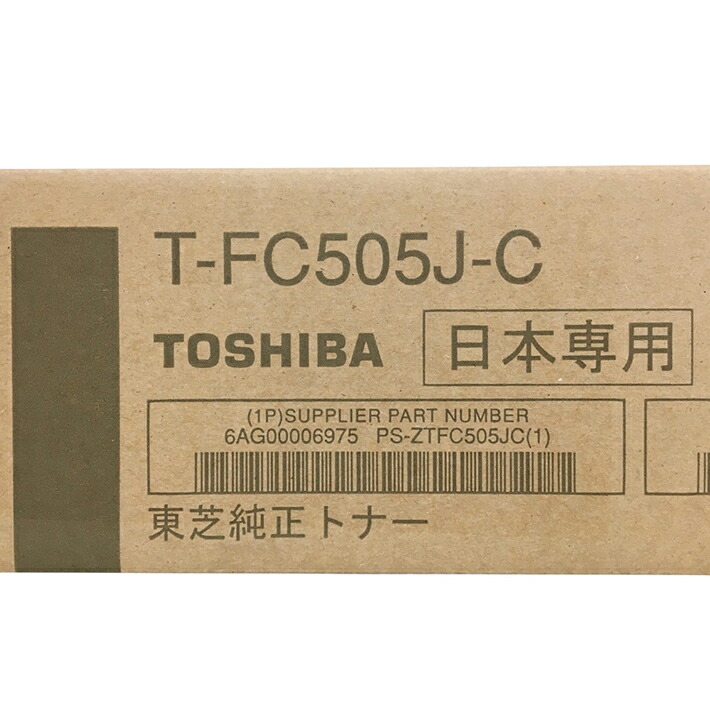 T-FC505J-C
TOSHIBA 日本専用
(1P)SUPPLIER PART NUMBER
6AG00006975 PS-ZTFC505JC(1)
東芝純正トナー